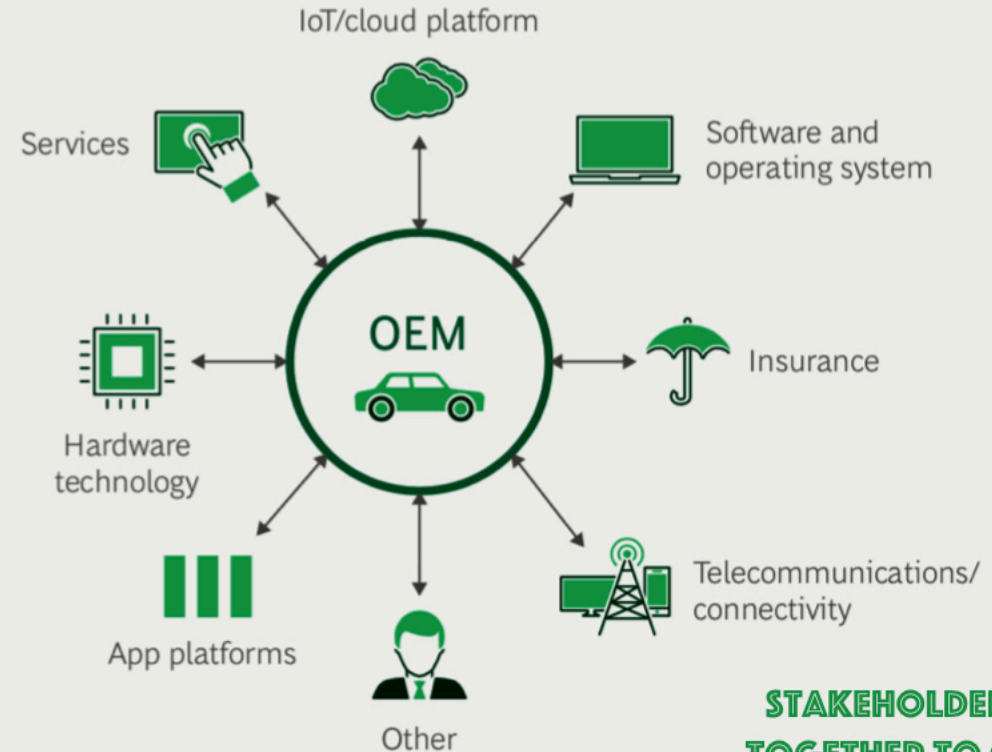 IoT/cloud platform
Services
Software and
operating system
OEM
Insurance
Hardware
technology
Telecommunications/
connectivity
App platforms
Other